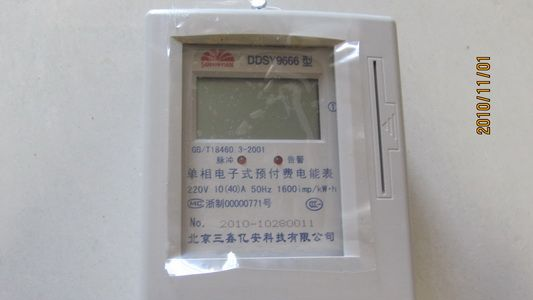 DDSY9666型
①
GB/T18460.3-2001
脉冲 告警
单相电子式预付费电能表
220V 10(40)A 50Hz 1600imp/kW·h
MC 浙制00000771号
No. 2010-10280011
北京三鑫亿安科技有限公司
2010/11/01